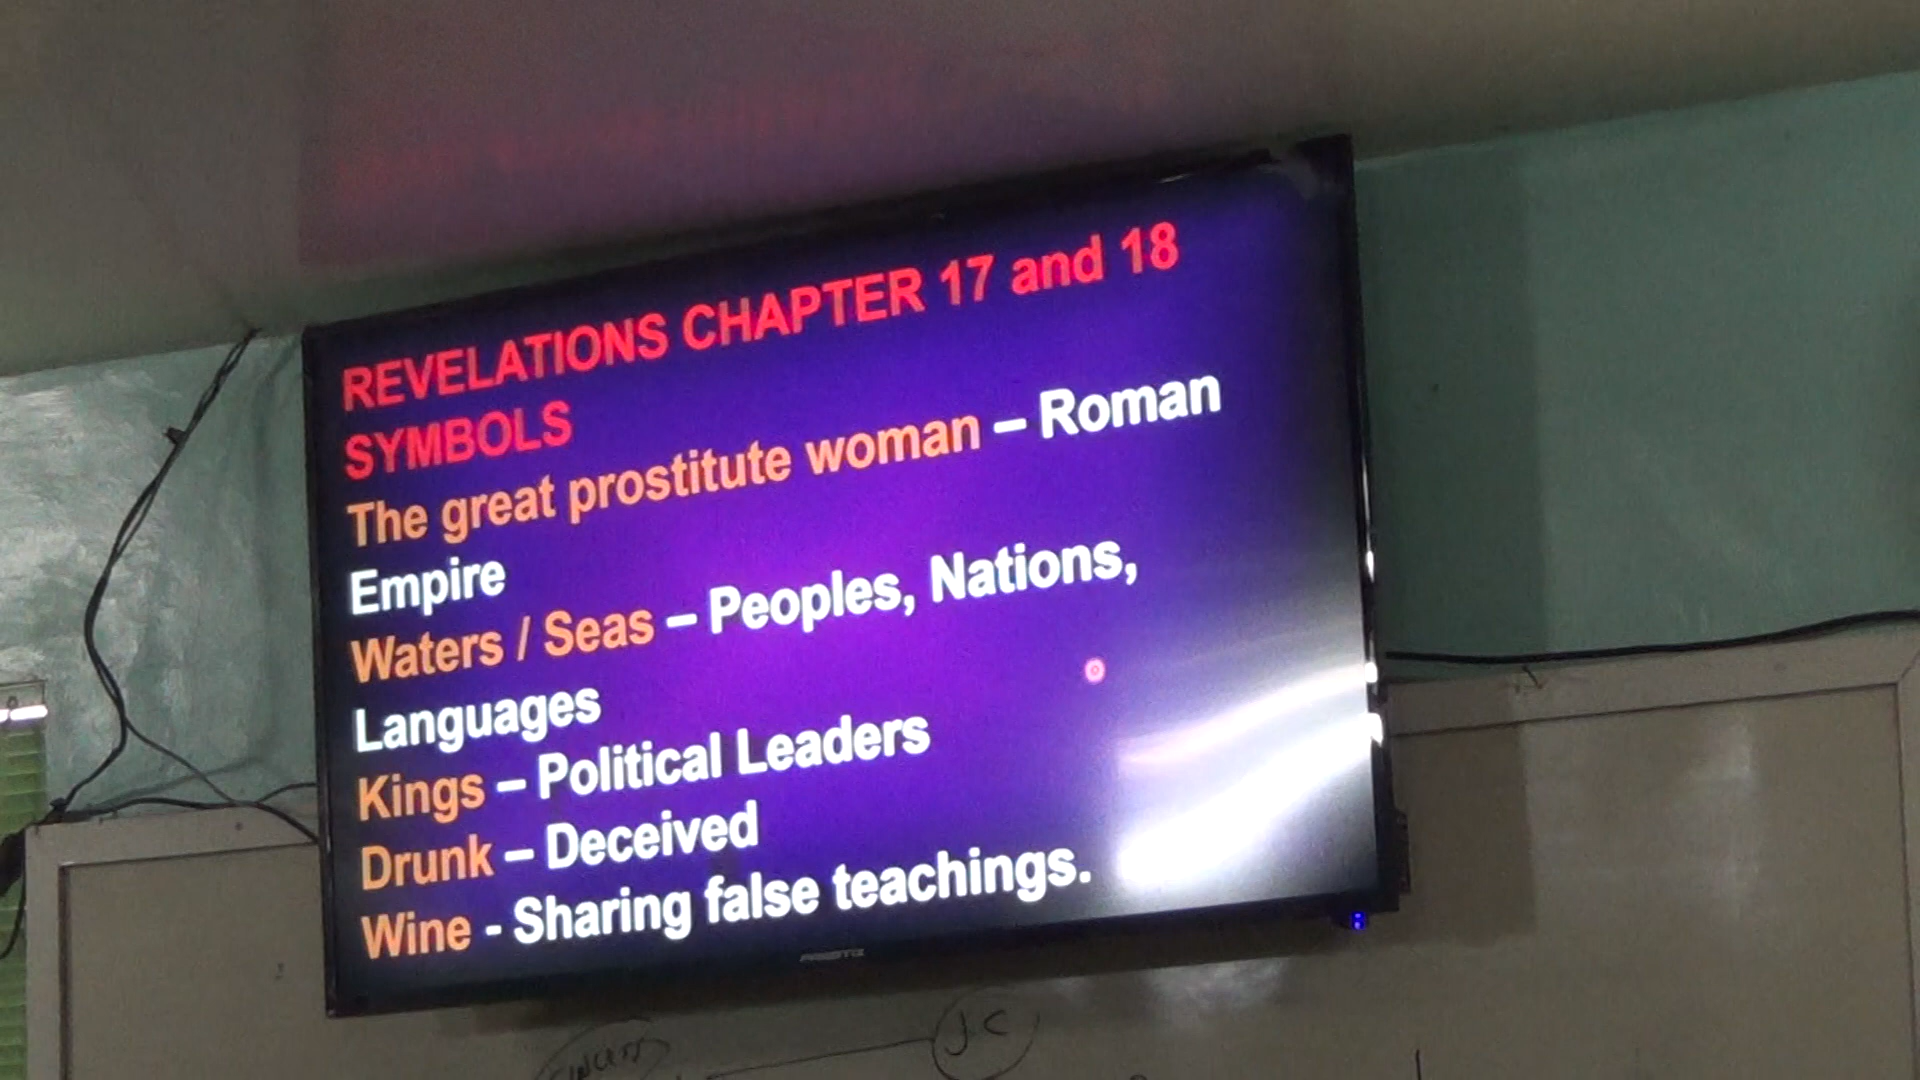 REVELATIONS CHAPTER 17 and 18
SYMBOLS
The great prostitute woman – Roman
Empire
Waters / Seas – Peoples, Nations,
Languages
Kings – Political Leaders
Drunk – Deceived
Wine - Sharing false teachings.
J.C